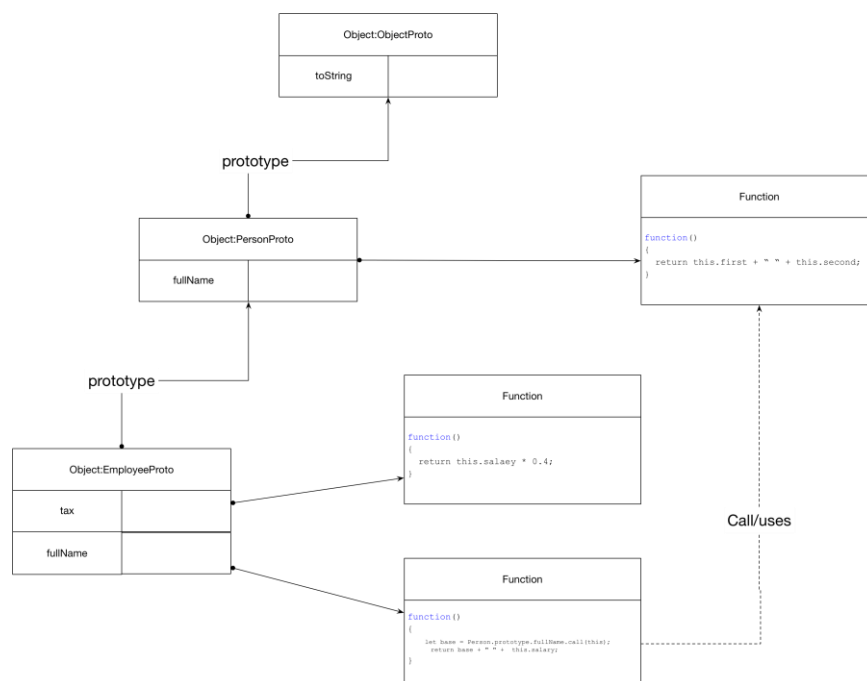 Object:ObjectProto
toString
prototype
Function
Object:PersonProto
function()
{
return this.first + “ “ + this.second;
}
fullName
prototype
Function
Object:EmployeeProto
function()
{
return this.salaey * 0.4;
}
tax
Call/uses
fullName
Function
function()
{
let base = Person.prototype.fullName.call(this);
return base + " " + this.salary;
}